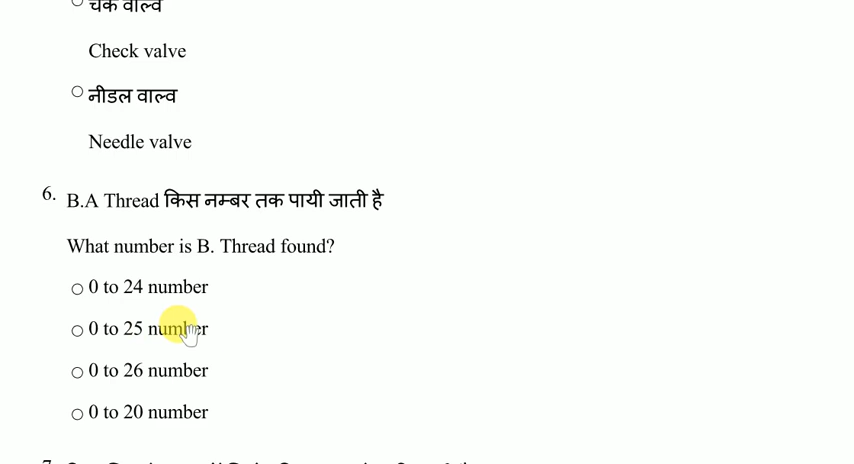 चेक वाल्व
Check valve
नीडल वाल्व
Needle valve
6. B.A Thread किस नम्बर तक पायी जाती है
What number is B. Thread found?
0 to 24 number
0 to 25 number
0 to 26 number
0 to 20 number
7.